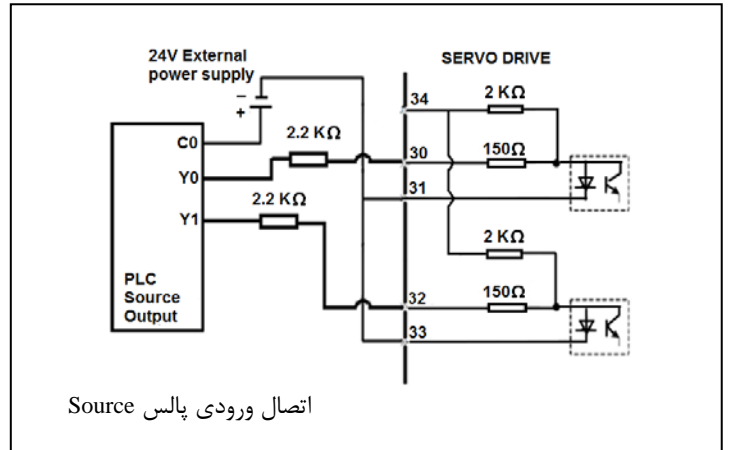 24V External
power supply
SERVO DRIVE
−
+
34
2 KΩ
C0
2.2 KΩ
30
150Ω
Y0
31
2.2 KΩ
Y1
2 KΩ
PLC
Source
Output
32
150Ω
33
اتصال ورودی پالس Source